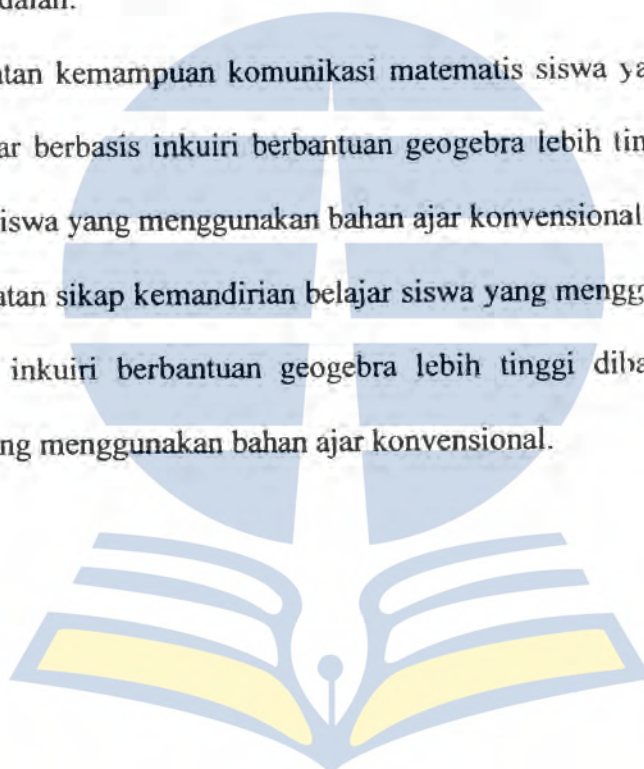 atan kemampuan komunikasi matematis siswa ya
ar berbasis inkuiri berbantuan geogebra lebih tin
iswa yang menggunakan bahan ajar konvensional
atan sikap kemandirian belajar siswa yang mengg
inkuiri berbantuan geogebra lebih tinggi diba
ng menggunakan bahan ajar konvensional.